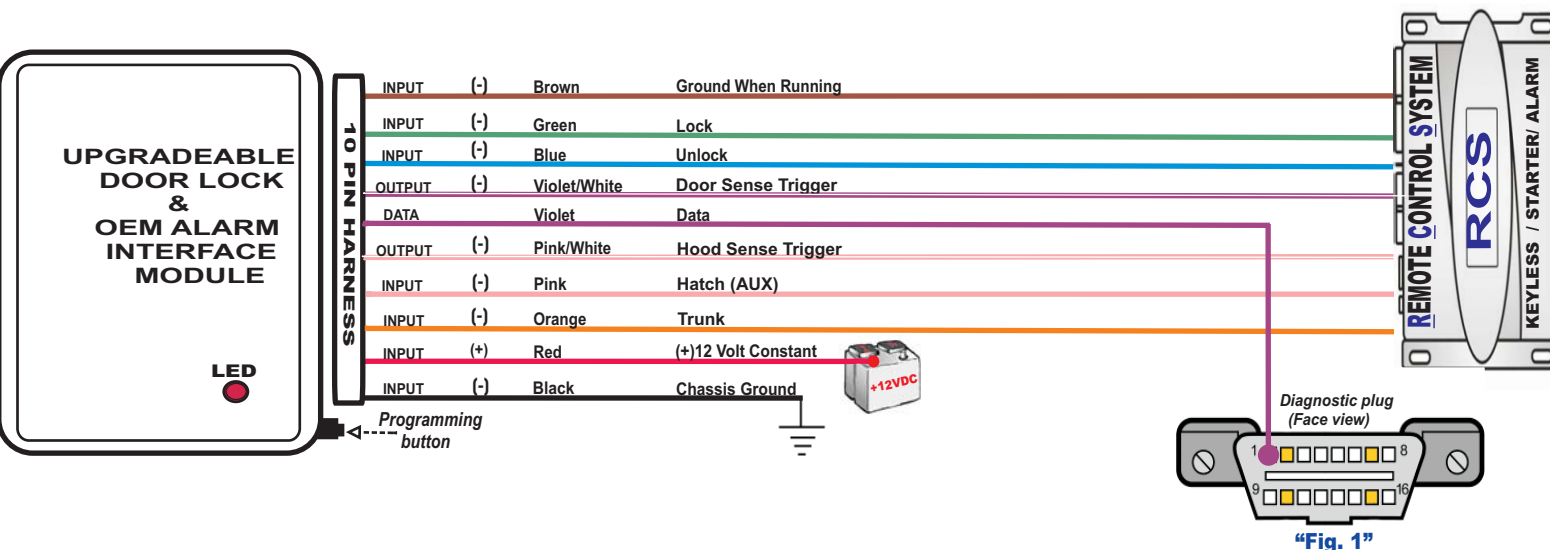 UPGRADEABLE
DOOR LOCK
&
OEM ALARM
INTERFACE
MODULE
LED
Programming
button
10 PIN HARNESS
INPUT (-) Brown Ground When Running
INPUT (-) Green Lock
INPUT (-) Blue Unlock
OUTPUT (-) Violet/White Door Sense Trigger
DATA Violet Data
OUTPUT (-) Pink/White Hood Sense Trigger
INPUT (-) Pink Hatch (AUX)
INPUT (-) Orange Trunk
INPUT (+) Red (+)12 Volt Constant
INPUT (-) Black Chassis Ground
+12VDC
REMOTE CONTROL SYSTEM
RCS
KEYLESS / STARTER/ ALARM
Diagnostic plug
(Face view)
1 8
9 16
“Fig. 1”